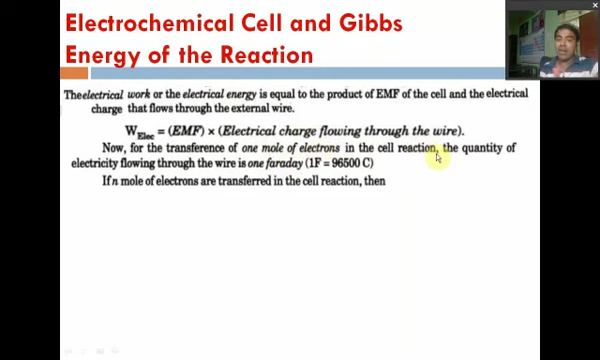 Electrochemical Cell and Gibbs
Energy of the Reaction
The electrical work or the electrical energy is equal to the product of EMF of the cell and the electrical
charge that flows through the external wire.
W_Elec = (EMF) × (Electrical charge flowing through the wire).
Now, for the transference of one mole of electrons in the cell reaction, the quantity of
electricity flowing through the wire is one faraday (1F = 96500 C)
If n mole of electrons are transferred in the cell reaction, then